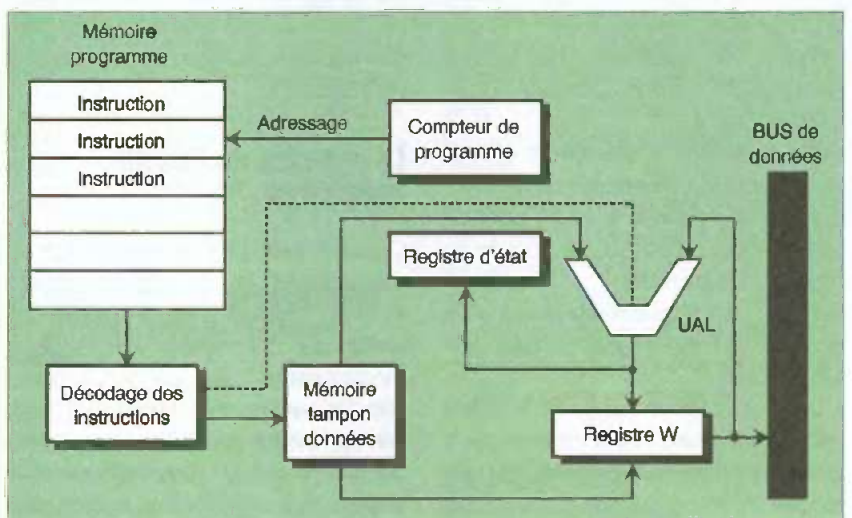 Mémoire
programme
Instruction
Instruction
Instruction
Adressage
Compteur de
programme
BUS de
données
Registre d'état
UAL
Décodage des
instructions
Mémoire
tampon
données
Registre W